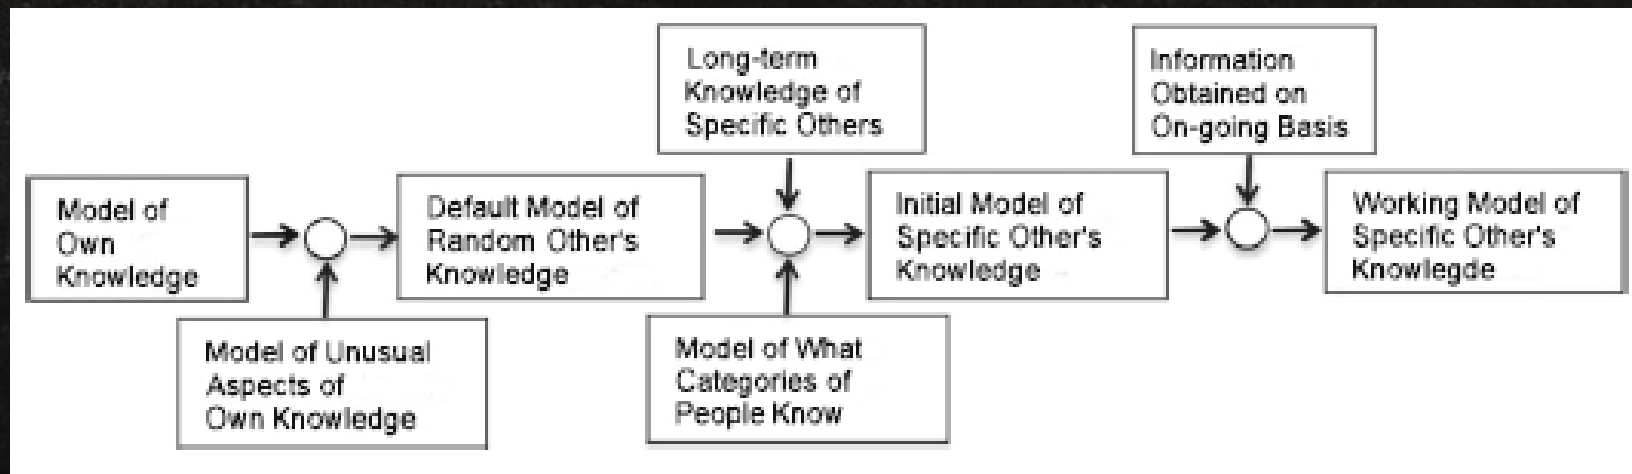 Long-term
Knowledge of
Specific Others
Information
Obtained on
On-going Basis
Model of
Own
Knowledge
Default Model of
Random Other's
Knowledge
Initial Model of
Specific Other's
Knowledge
Working Model of
Specific Other's
Knowlegde
Model of Unusual
Aspects of
Own Knowledge
Model of What
Categories of
People Know